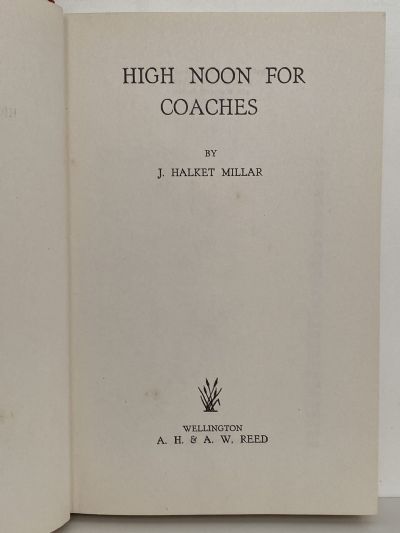 HIGH NOON FOR
COACHES
BY
J. HALKET MILLAR
WELLINGTON
A. H. & A. W. REED